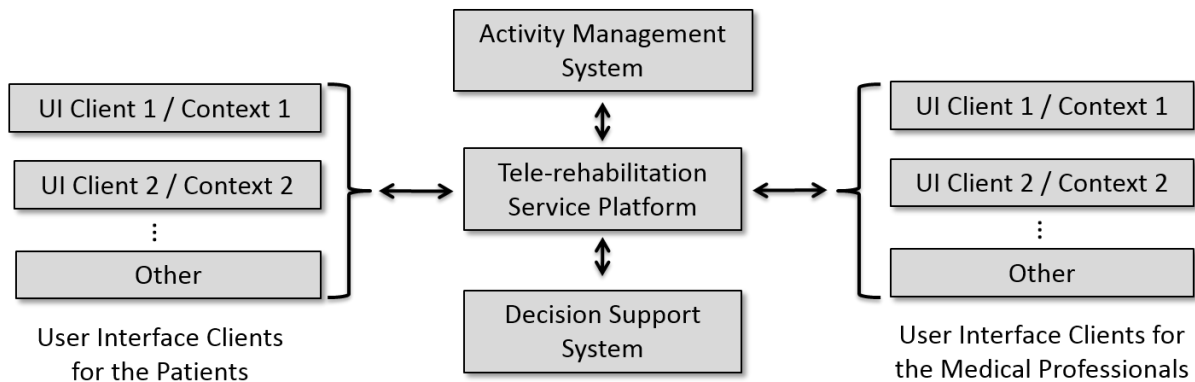 Activity Management
System
UI Client 1 / Context 1
UI Client 2 / Context 2
⋮
Other
User Interface Clients
for the Patients
Tele-rehabilitation
Service Platform
Decision Support
System
UI Client 1 / Context 1
UI Client 2 / Context 2
⋮
Other
User Interface Clients for
the Medical Professionals